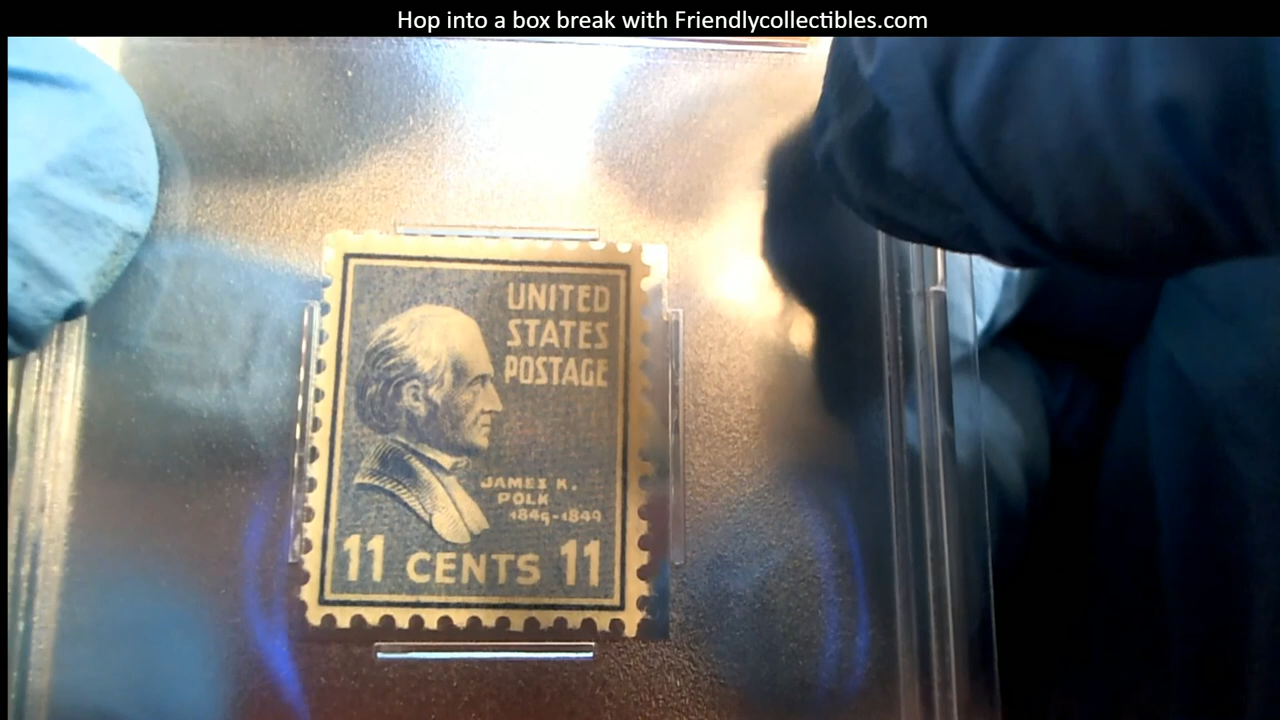 Hop into a box break with Friendlycollectibles.com
UNITED
STATES
POSTAGE
JAMES K.
POLK
1845-1849
11 CENTS 11